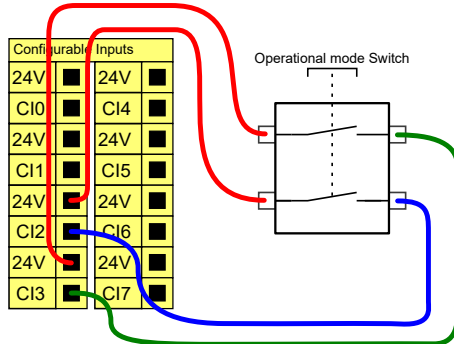 Configurable Inputs
Operational mode Switch
24V 24V
CI0 CI4
24V 24V
CI1 CI5
24V 24V
CI2 CI6
24V 24V
CI3 CI7